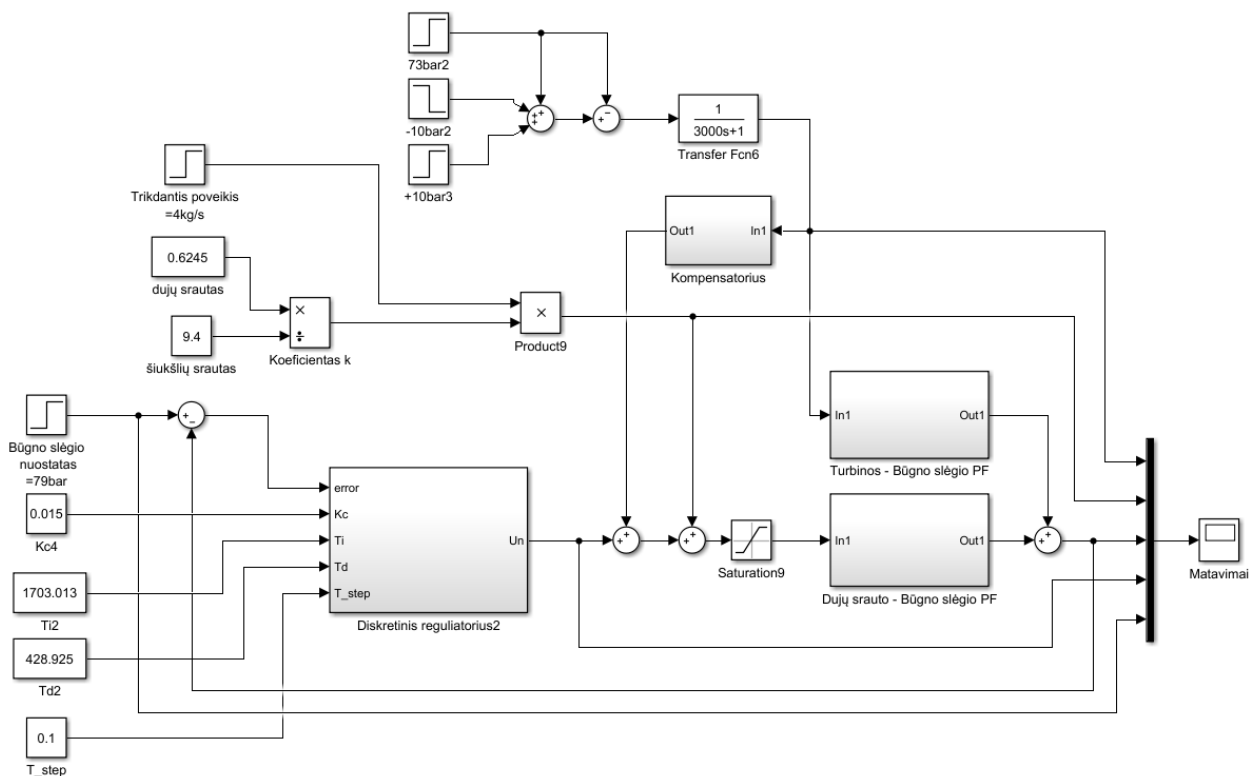 73bar2
-10bar2
+10bar3
1
3000s+1
Transfer Fcn6
Trikdantis poveikis
=4kg/s
Out1
In1
Kompensatorius
0.6245
dujų srautas
×
÷
Koeficientas k
9.4
šiukšlių srautas
×
Product9
In1
Out1
Turbinos - Būgno slėgio PF
Būgno slėgio
nuostatas
=79bar
error
Kc
Ti
Td
T_step
Un
Diskretinis reguliatorius2
0.015
Kc4
1703.013
Ti2
428.925
Td2
0.1
T_step
Saturation9
In1
Out1
Dujų srauto - Būgno slėgio PF
Matavimai